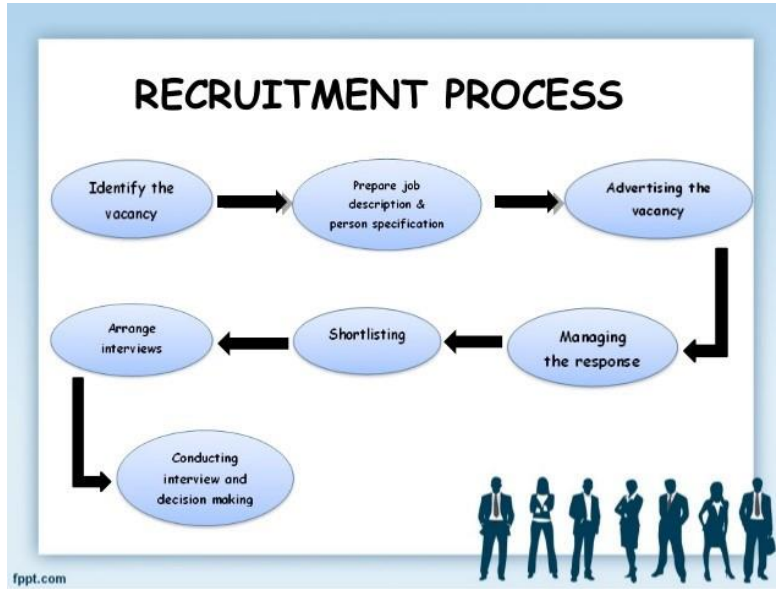 RECRUITMENT PROCESS
Identify the
vacancy
Prepare job
description &
person specification
Advertising the
vacancy
Managing
the response
Shortlisting
Arrange
interviews
Conducting
interview and
decision making
fppt.com